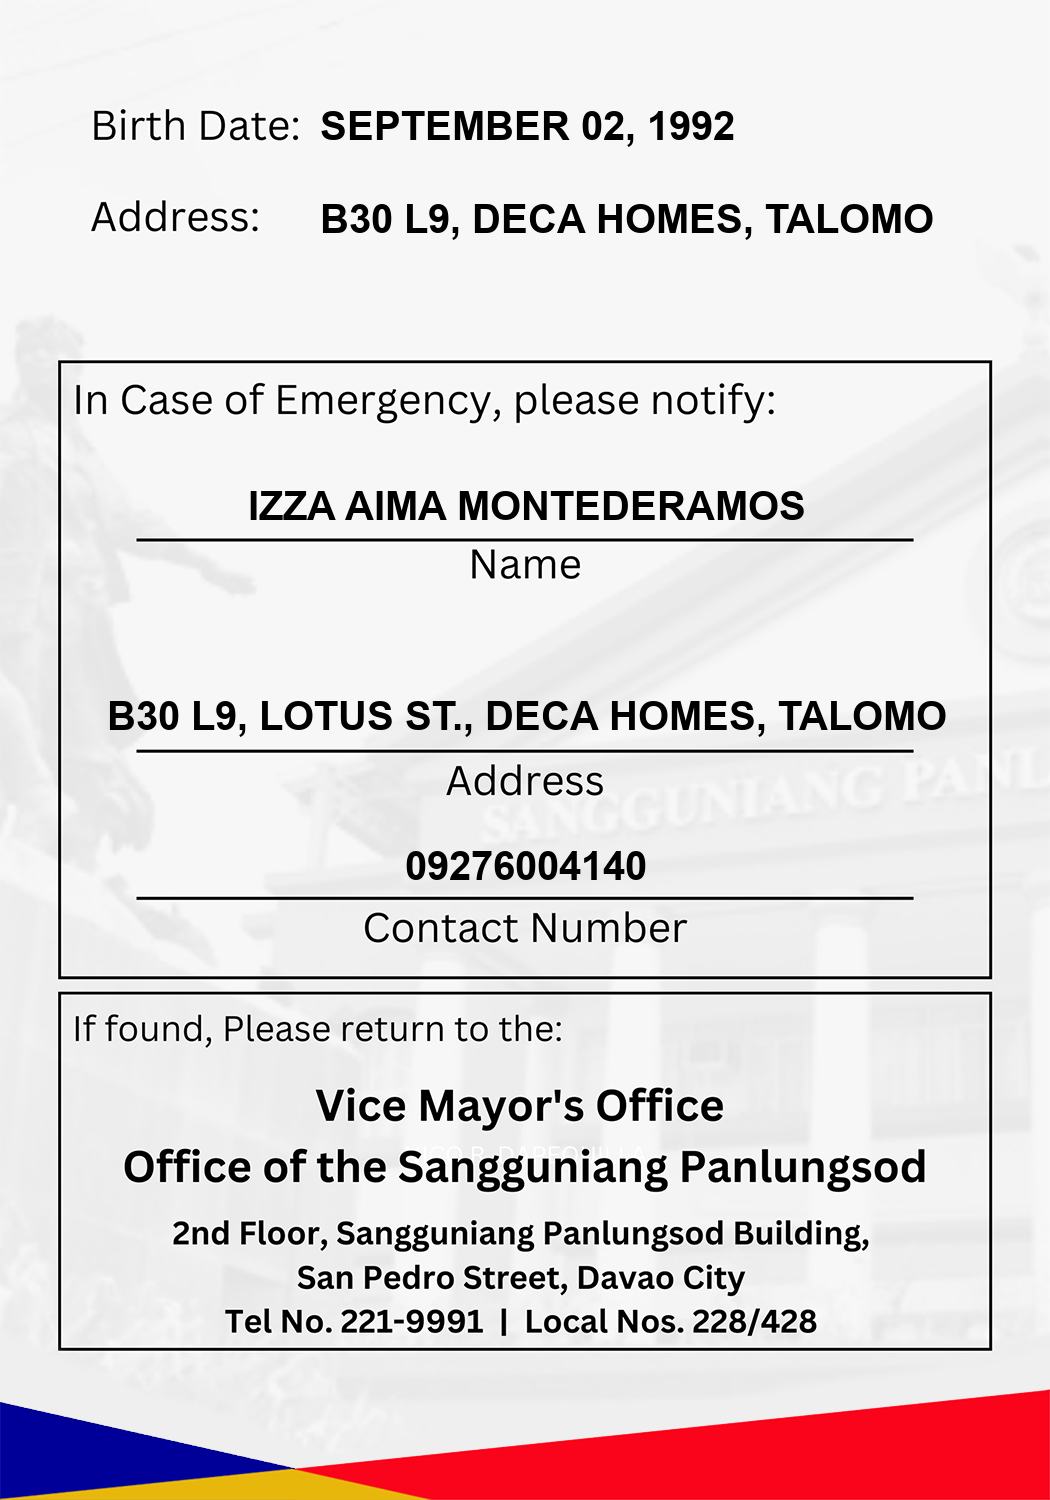 Birth Date: SEPTEMBER 02, 1992
Address: B30 L9, DECA HOMES, TALOMO
In Case of Emergency, please notify:
IZZA AIMA MONTEDERAMOS
Name
B30 L9, LOTUS ST., DECA HOMES, TALOMO
Address
SANGGUNIANG PANL
09276004140
Contact Number
If found, Please return to the:
Vice Mayor's Office
Office of the Sangguniang Panlungsod
2nd Floor, Sangguniang Panlungsod Building,
San Pedro Street, Davao City
Tel No. 221-9991 | Local Nos. 228/428